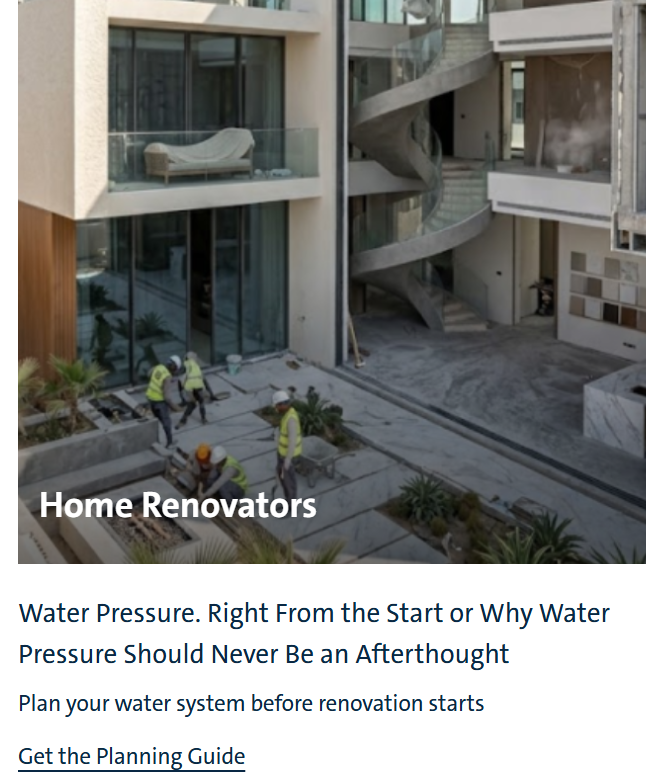 Home Renovators
Water Pressure. Right From the Start or Why Water
Pressure Should Never Be an Afterthought
Plan your water system before renovation starts
Get the Planning Guide